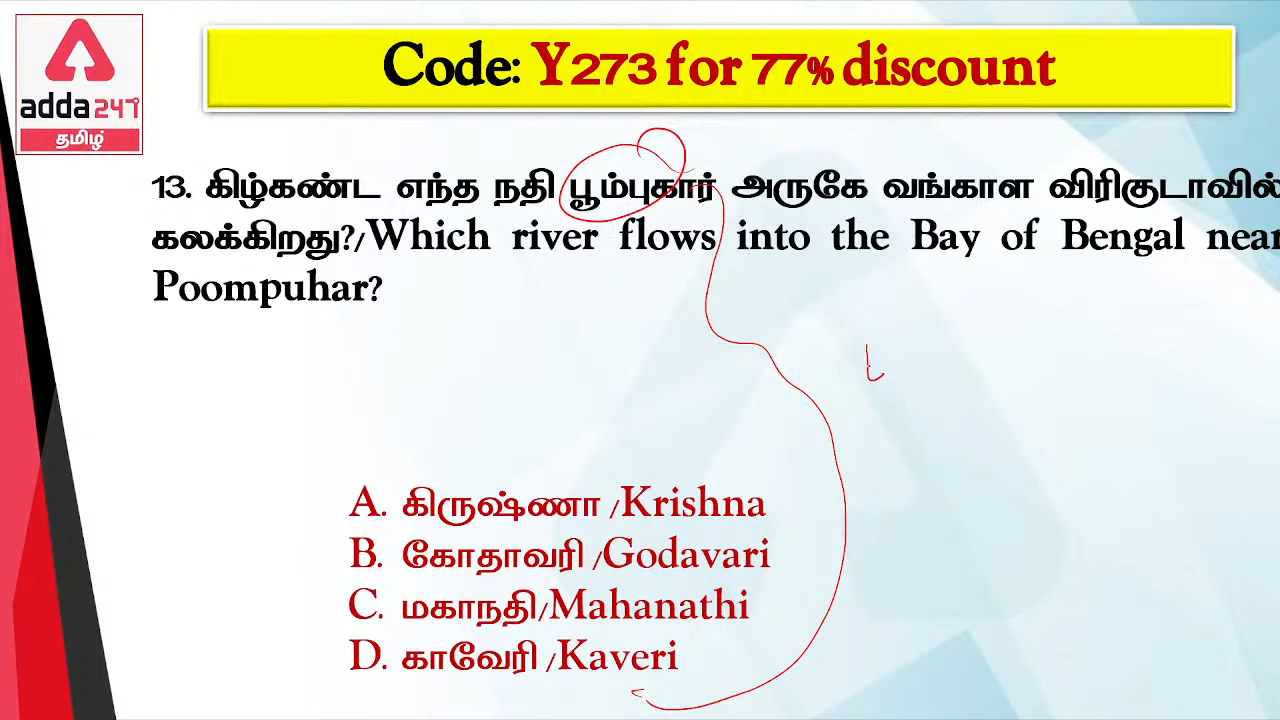 Code: Y273 for 77% discount
adda247
தமிழ்
13. கிழ்கண்ட எந்த நதி பூம்புகார் அருகே வங்காள விரிகுடாவில்
கலக்கிறது?/Which river flows into the Bay of Bengal near
Poompuhar?
A. கிருஷ்ணா /Krishna
B. கோதாவரி /Godavari
C. மகாநதி/Mahanathi
D. காவேரி /Kaveri